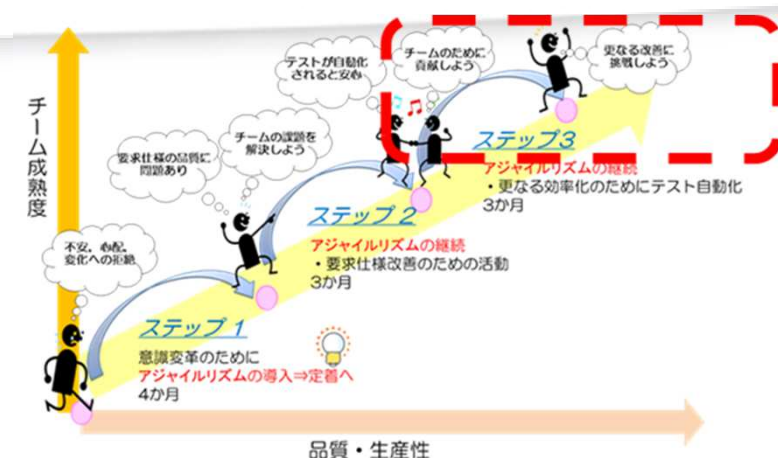 チーム成熟度
テストが自動化
されると安心
チームのために
貢献しよう
更なる改善に
挑戦しよう
ステップ3
アジャイルリズムの継続
・更なる効率化のためにテスト自動化
3か月
要求仕様の品質に
問題あり
チームの課題を
解決しよう
ステップ2
アジャイルリズムの継続
・要求仕様改善のための活動
3か月
不安，心配，
変化への拒絶
ステップ1
意識変革のために
アジャイルリズムの導入⇒定着へ
4か月
品質・生産性